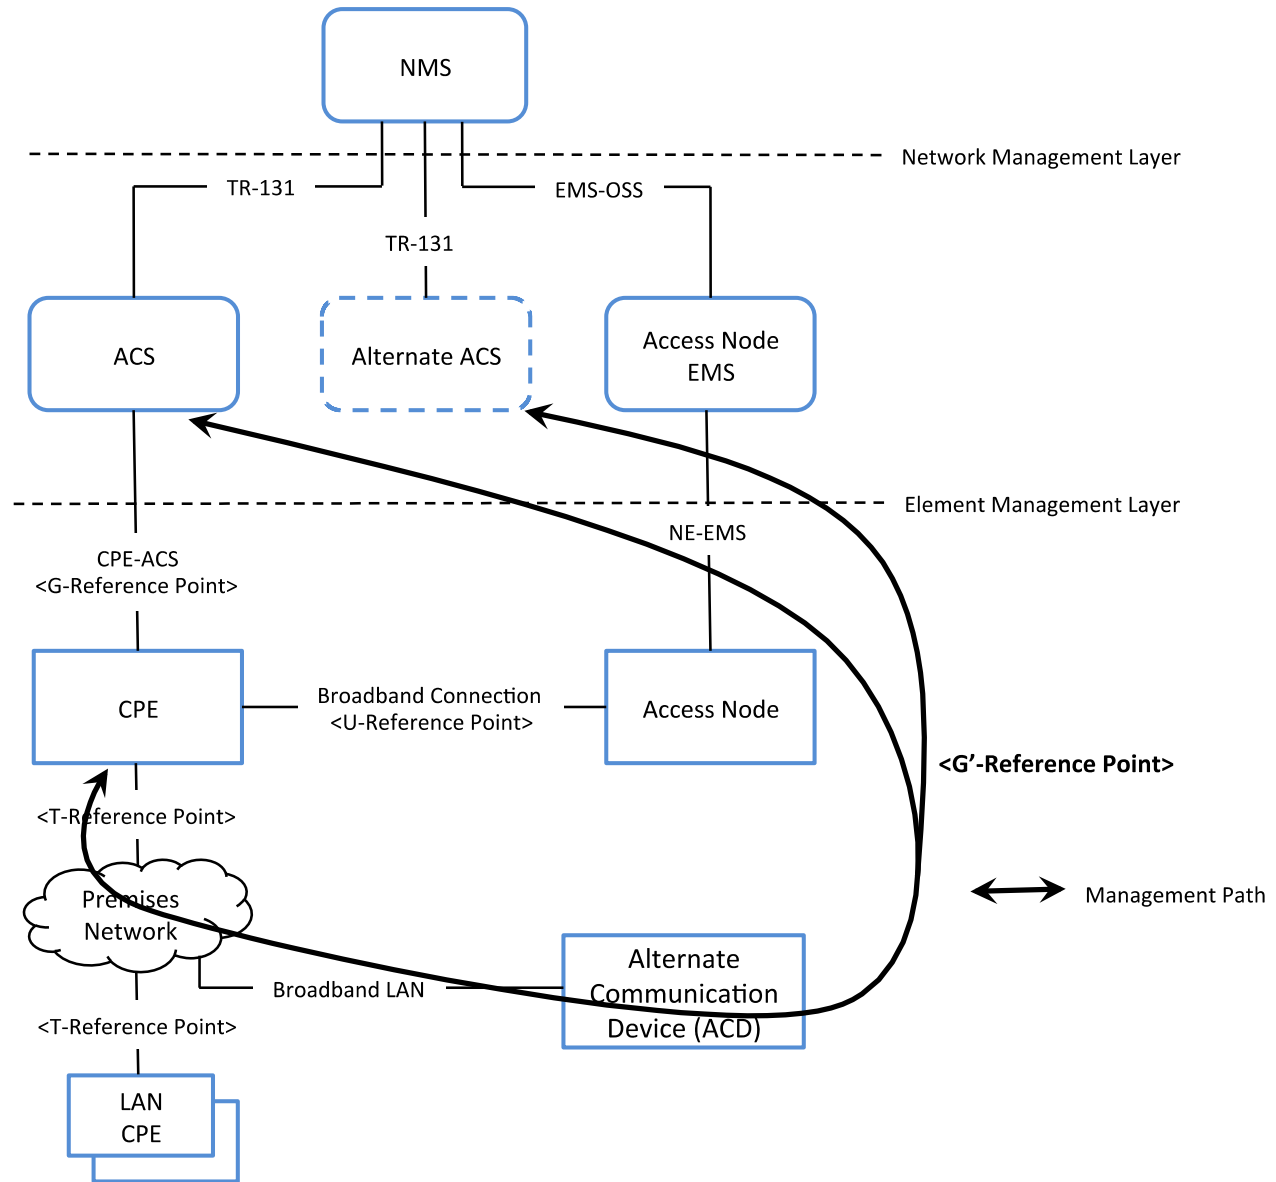 NMS
Network Management Layer
TR-131
EMS-OSS
TR-131
ACS
Alternate ACS
Access Node
EMS
Element Management Layer
NE-EMS
CPE-ACS
<G-Reference Point>
CPE
Broadband Connection
<U-Reference Point>
Access Node
<G’-Reference Point>
<T-Reference Point>
Premises
Network
Management Path
Alternate
Communication
Device (ACD)
Broadband LAN
<T-Reference Point>
LAN
CPE